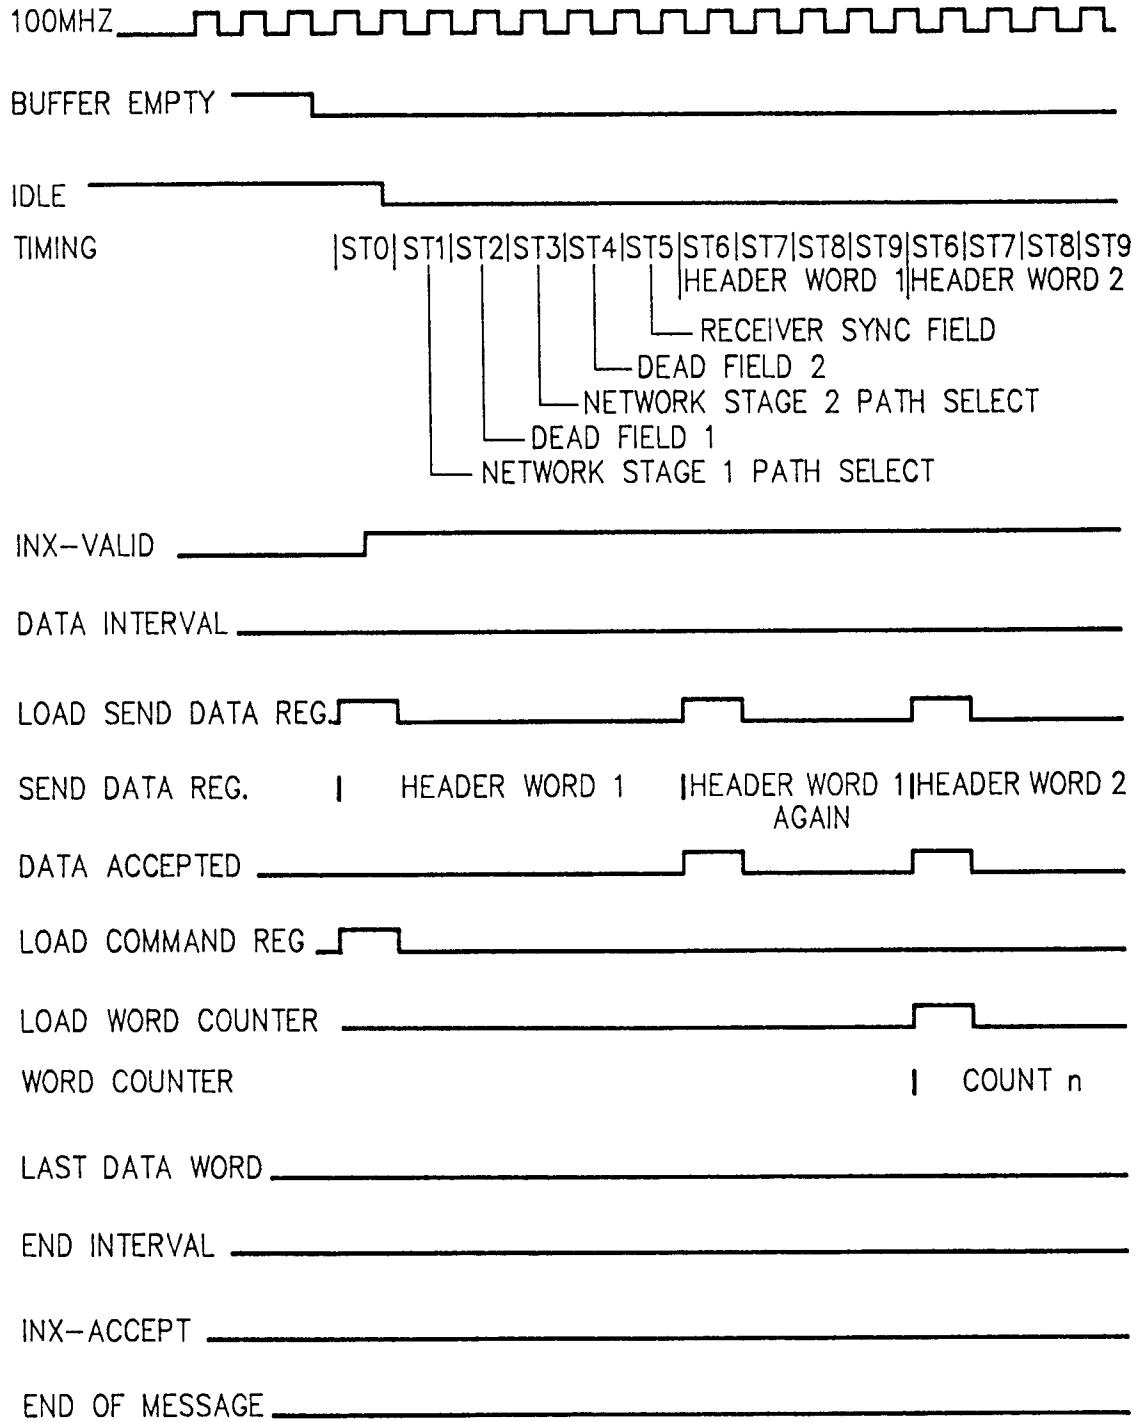 100MHZ
BUFFER EMPTY
IDLE
TIMING |ST0|ST1|ST2|ST3|ST4|ST5|ST6|ST7|ST8|ST9|ST6|ST7|ST8|ST9
|HEADER WORD 1|HEADER WORD 2
RECEIVER SYNC FIELD
DEAD FIELD 2
NETWORK STAGE 2 PATH SELECT
DEAD FIELD 1
NETWORK STAGE 1 PATH SELECT
INX-VALID
DATA INTERVAL
LOAD SEND DATA REG.
SEND DATA REG. | HEADER WORD 1 |HEADER WORD 1|HEADER WORD 2
AGAIN
DATA ACCEPTED
LOAD COMMAND REG
LOAD WORD COUNTER
WORD COUNTER | COUNT n
LAST DATA WORD
END INTERVAL
INX-ACCEPT
END OF MESSAGE